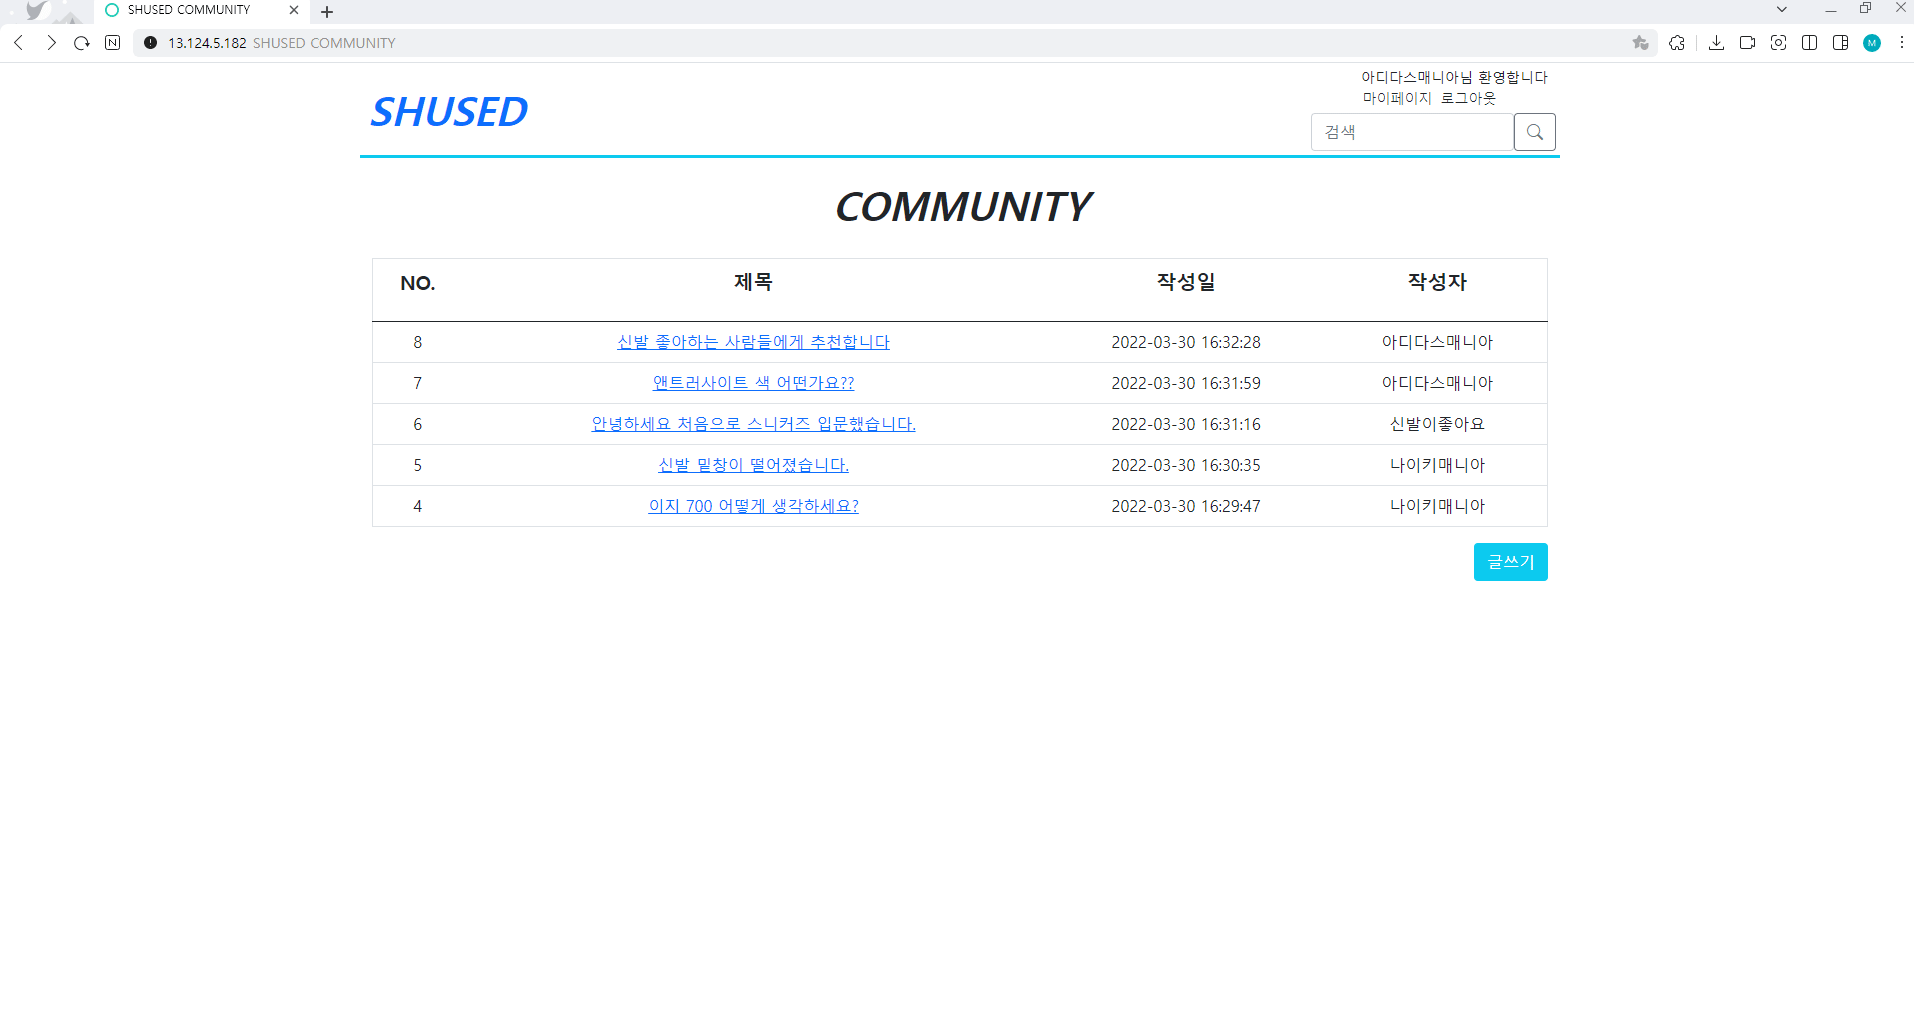 SHUSED COMMUNITY
13.124.5.182 SHUSED COMMUNITY
M
아디다스매니아님 환영합니다
마이페이지 로그아웃
SHUSED
검색
COMMUNITY
NO. 제목 작성일 작성자
8 신발 좋아하는 사람들에게 추천합니다 2022-03-30 16:32:28 아디다스매니아
7 앤트러사이트 색 어떤가요?? 2022-03-30 16:31:59 아디다스매니아
6 안녕하세요 처음으로 스니커즈 입문했습니다. 2022-03-30 16:31:16 신발이좋아요
5 신발 밑창이 떨어졌습니다. 2022-03-30 16:30:35 나이키매니아
4 이지 700 어떻게 생각하세요? 2022-03-30 16:29:47 나이키매니아
글쓰기